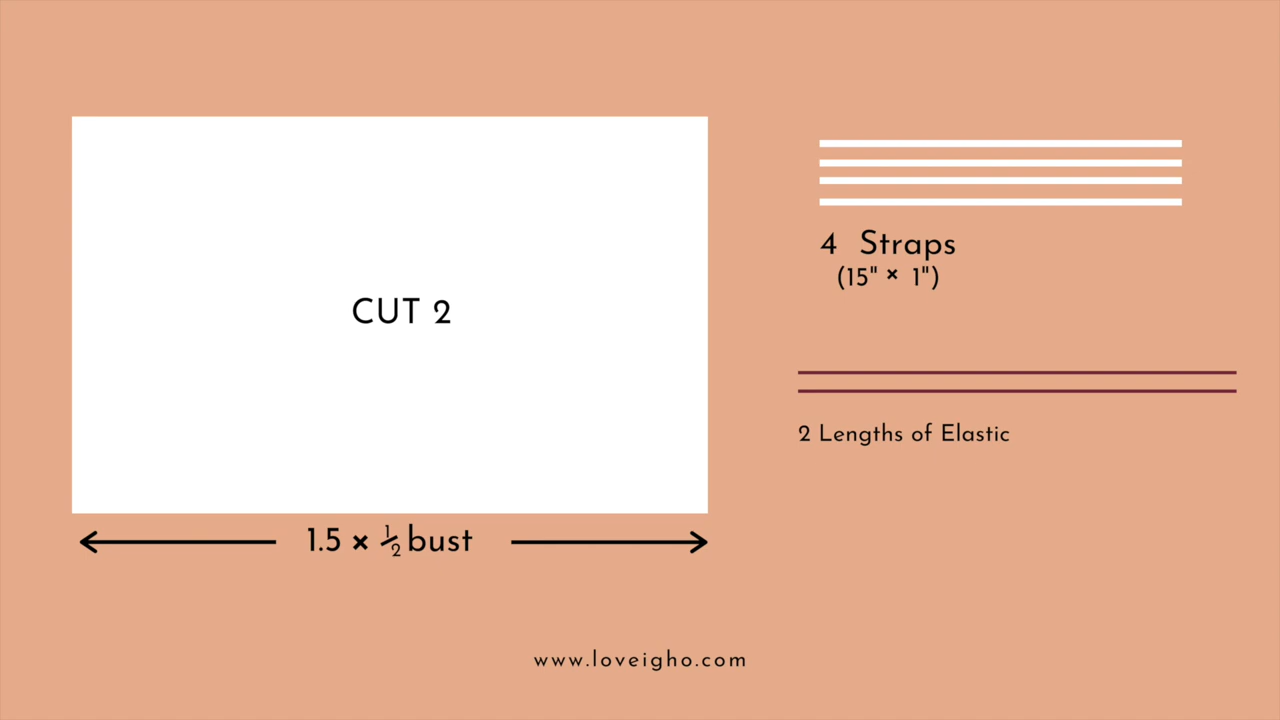 CUT 2
1.5 × ½ bust
4 Straps
(15" × 1")
2 Lengths of Elastic
www.loveigho.com